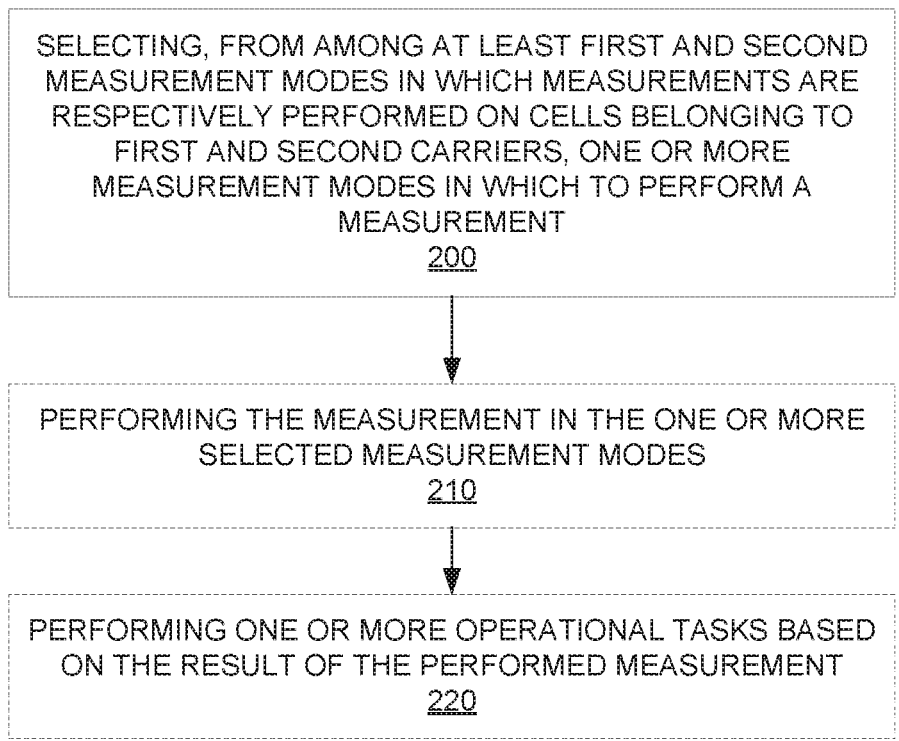 SELECTING, FROM AMONG AT LEAST FIRST AND SECOND
MEASUREMENT MODES IN WHICH MEASUREMENTS ARE
RESPECTIVELY PERFORMED ON CELLS BELONGING TO
FIRST AND SECOND CARRIERS, ONE OR MORE
MEASUREMENT MODES IN WHICH TO PERFORM A
MEASUREMENT
200
PERFORMING THE MEASUREMENT IN THE ONE OR MORE
SELECTED MEASUREMENT MODES
210
PERFORMING ONE OR MORE OPERATIONAL TASKS BASED
ON THE RESULT OF THE PERFORMED MEASUREMENT
220